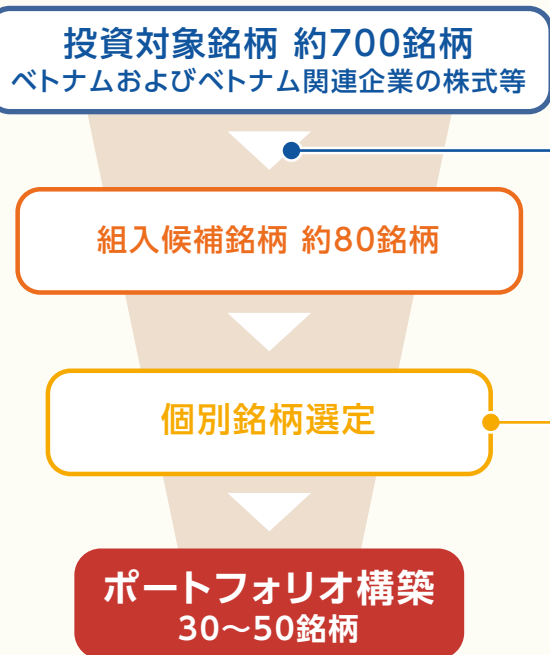 投資対象銘柄 約700銘柄
ベトナムおよびベトナム関連企業の株式等
組入候補銘柄 約80銘柄
個別銘柄選定
ポートフォリオ構築
30～50銘柄